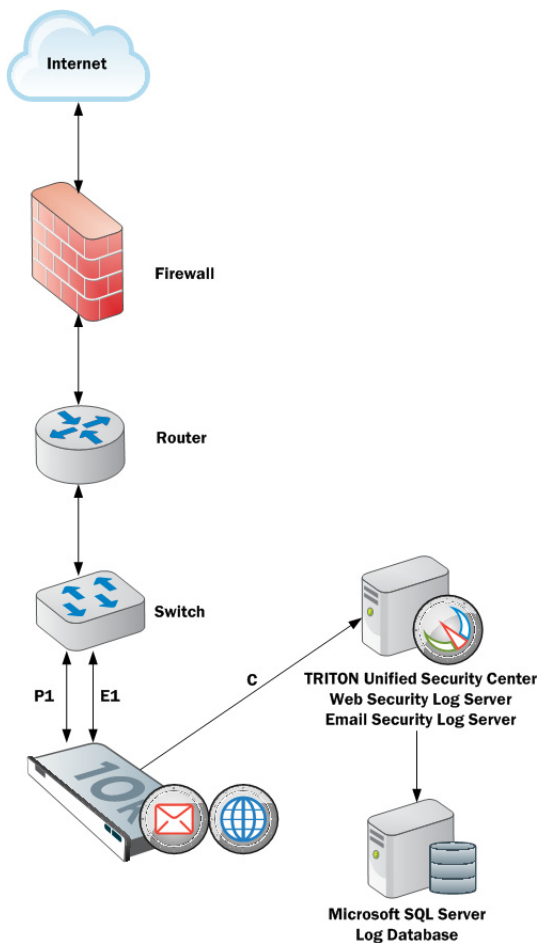 Internet
Firewall
Router
Switch
P1
E1
C
10K
TRITON Unified Security Center
Web Security Log Server
Email Security Log Server
Microsoft SQL Server
Log Database